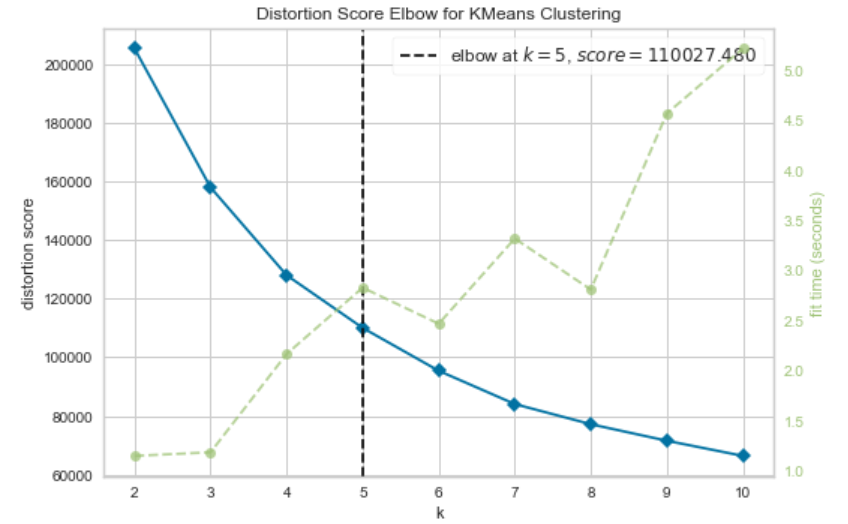 Distortion Score Elbow for KMeans Clustering
elbow at k = 5, score = 110027.480
distortion score
200000
180000
160000
140000
120000
100000
80000
60000
fit time (seconds)
5.0
4.5
4.0
3.5
3.0
2.5
2.0
1.5
1.0
2 3 4 5 6 7 8 9 10
k